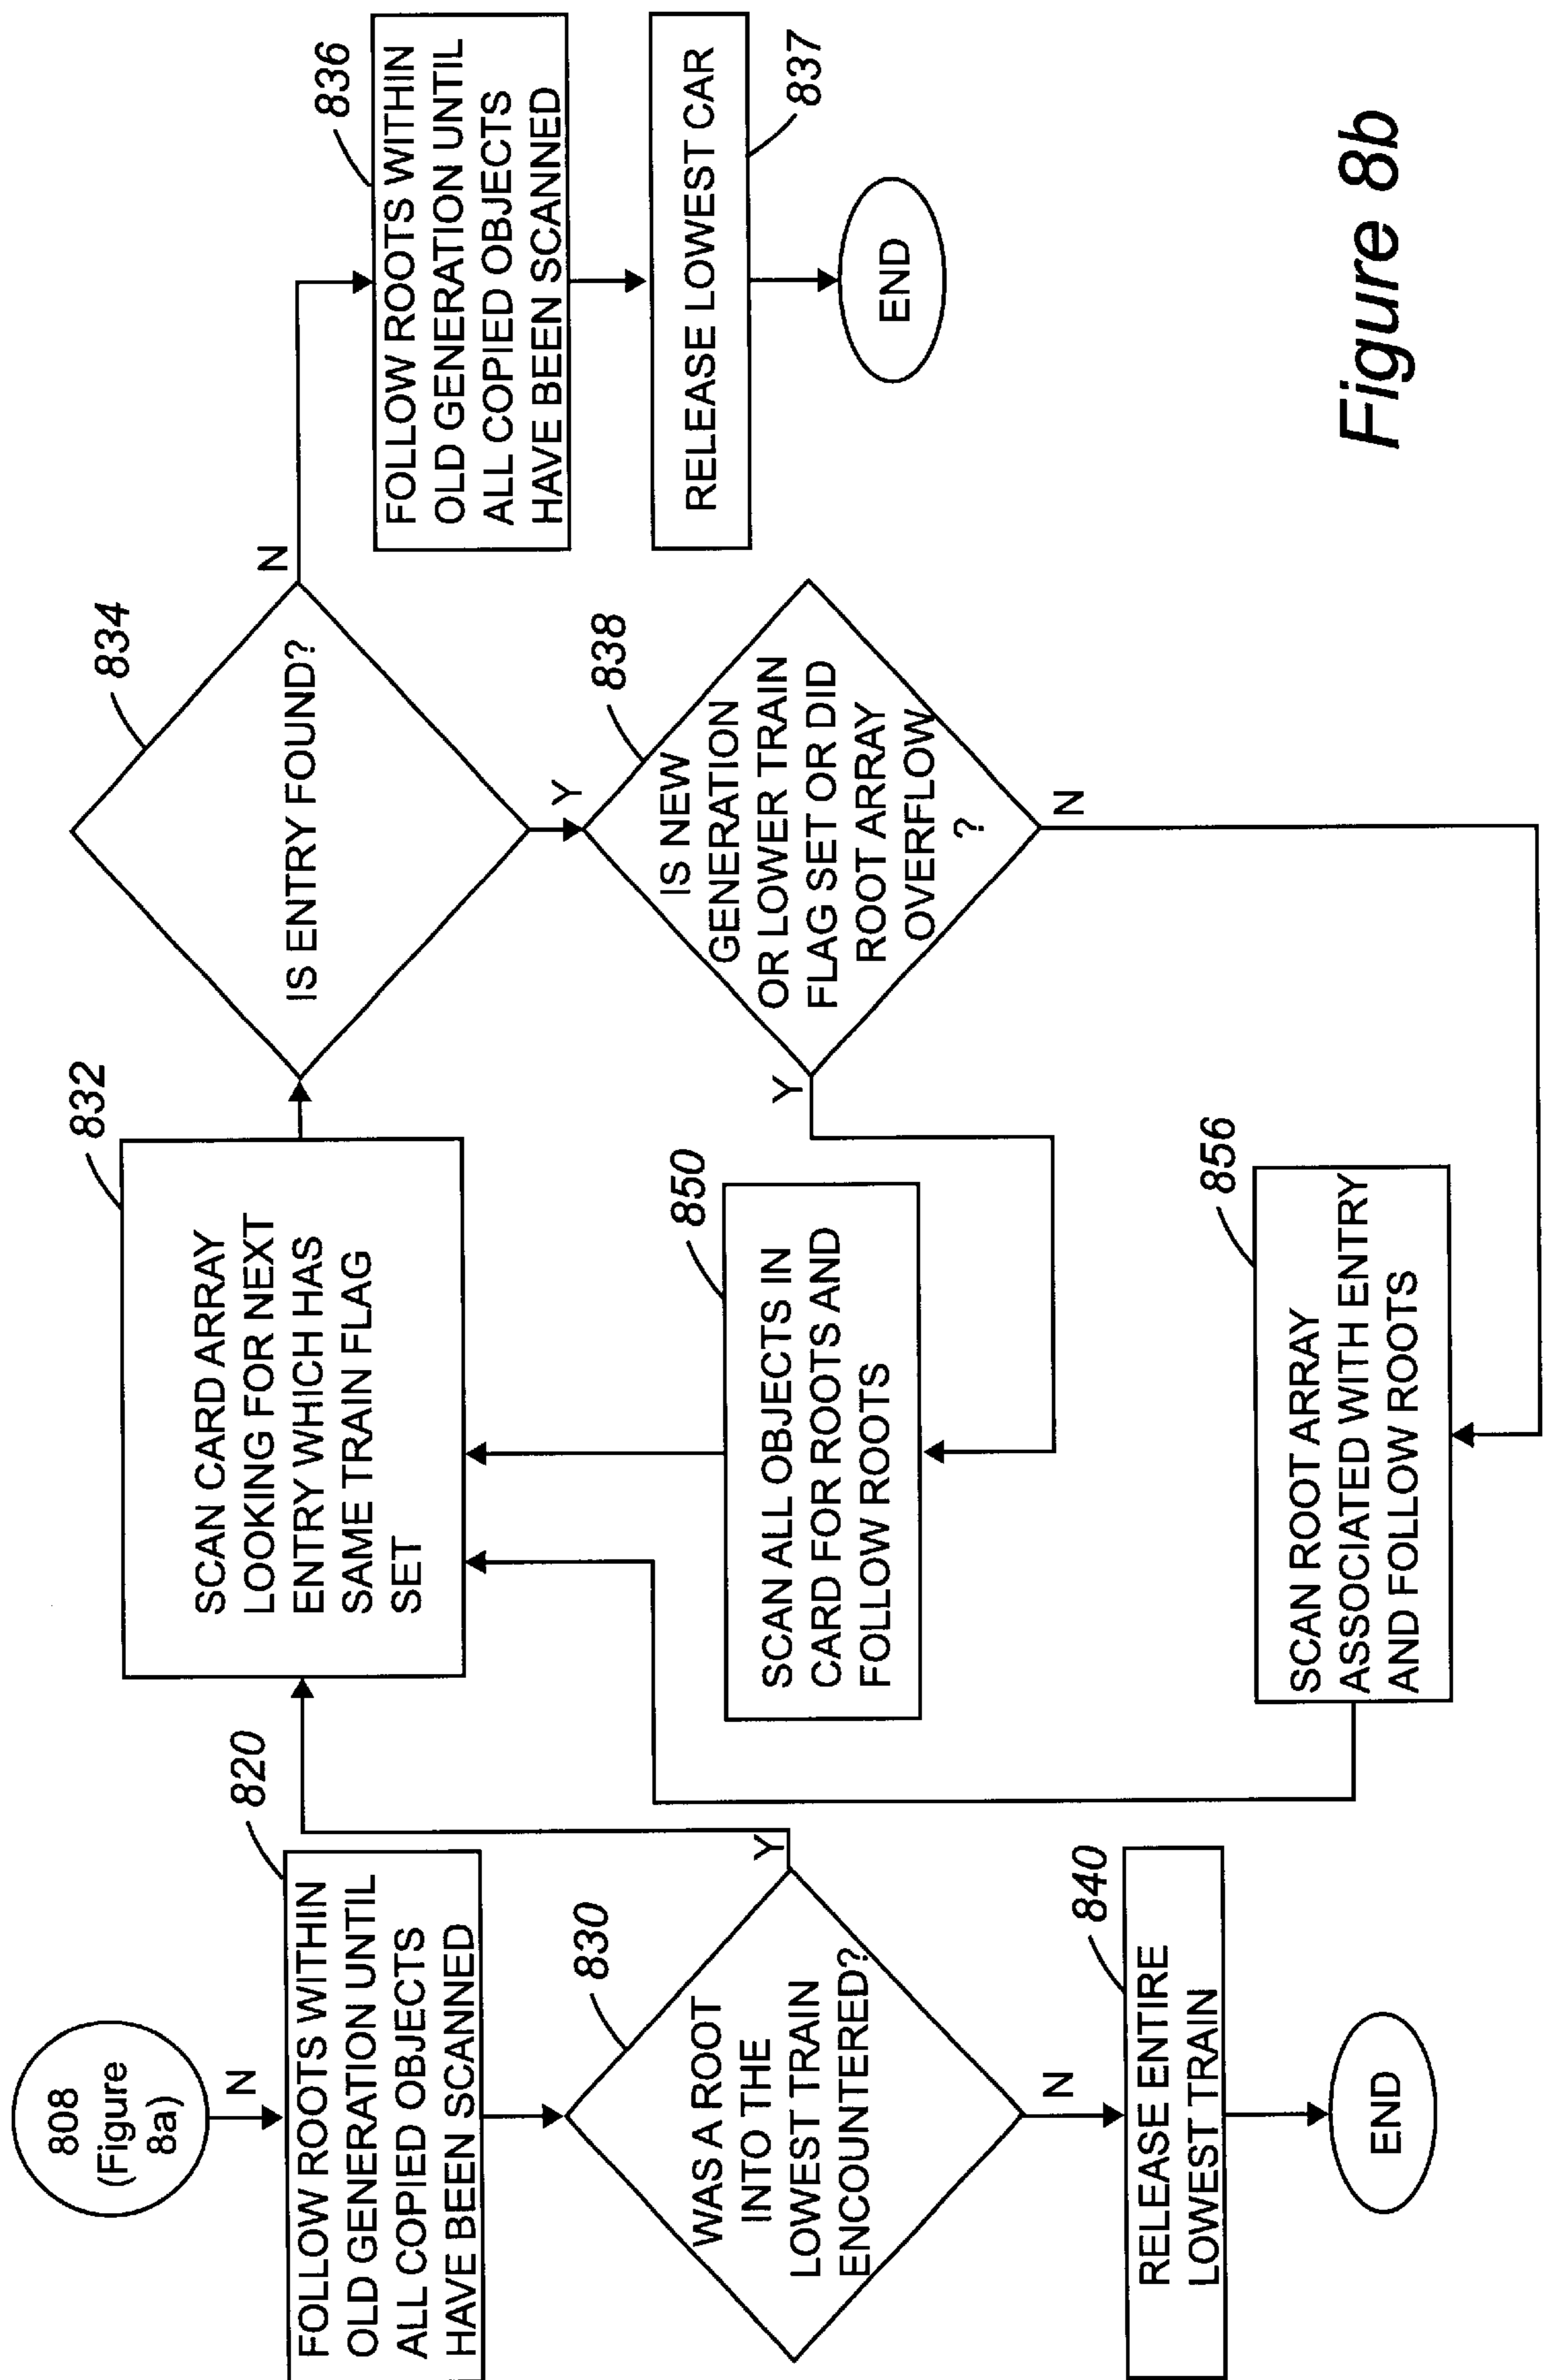 808
(Figure
8a)
N
820
FOLLOW ROOTS WITHIN
OLD GENERATION UNTIL
ALL COPIED OBJECTS
HAVE BEEN SCANNED
830
WAS A ROOT
INTO THE
LOWEST TRAIN
ENCOUNTERED?
Y
N
840
RELEASE ENTIRE
LOWEST TRAIN
END
832
SCAN CARD ARRAY
LOOKING FOR NEXT
ENTRY WHICH HAS
SAME TRAIN FLAG
SET
850
SCAN ALL OBJECTS IN
CARD FOR ROOTS AND
FOLLOW ROOTS
856
SCAN ROOT ARRAY
ASSOCIATED WITH ENTRY
AND FOLLOW ROOTS
834
IS ENTRY FOUND?
N
Y
838
IS NEW
GENERATION
OR LOWER TRAIN
FLAG SET OR DID
ROOT ARRAY
OVERFLOW
?
Y
N
836
FOLLOW ROOTS WITHIN
OLD GENERATION UNTIL
ALL COPIED OBJECTS
HAVE BEEN SCANNED
RELEASE LOWEST CAR
837
END
Figure 8b